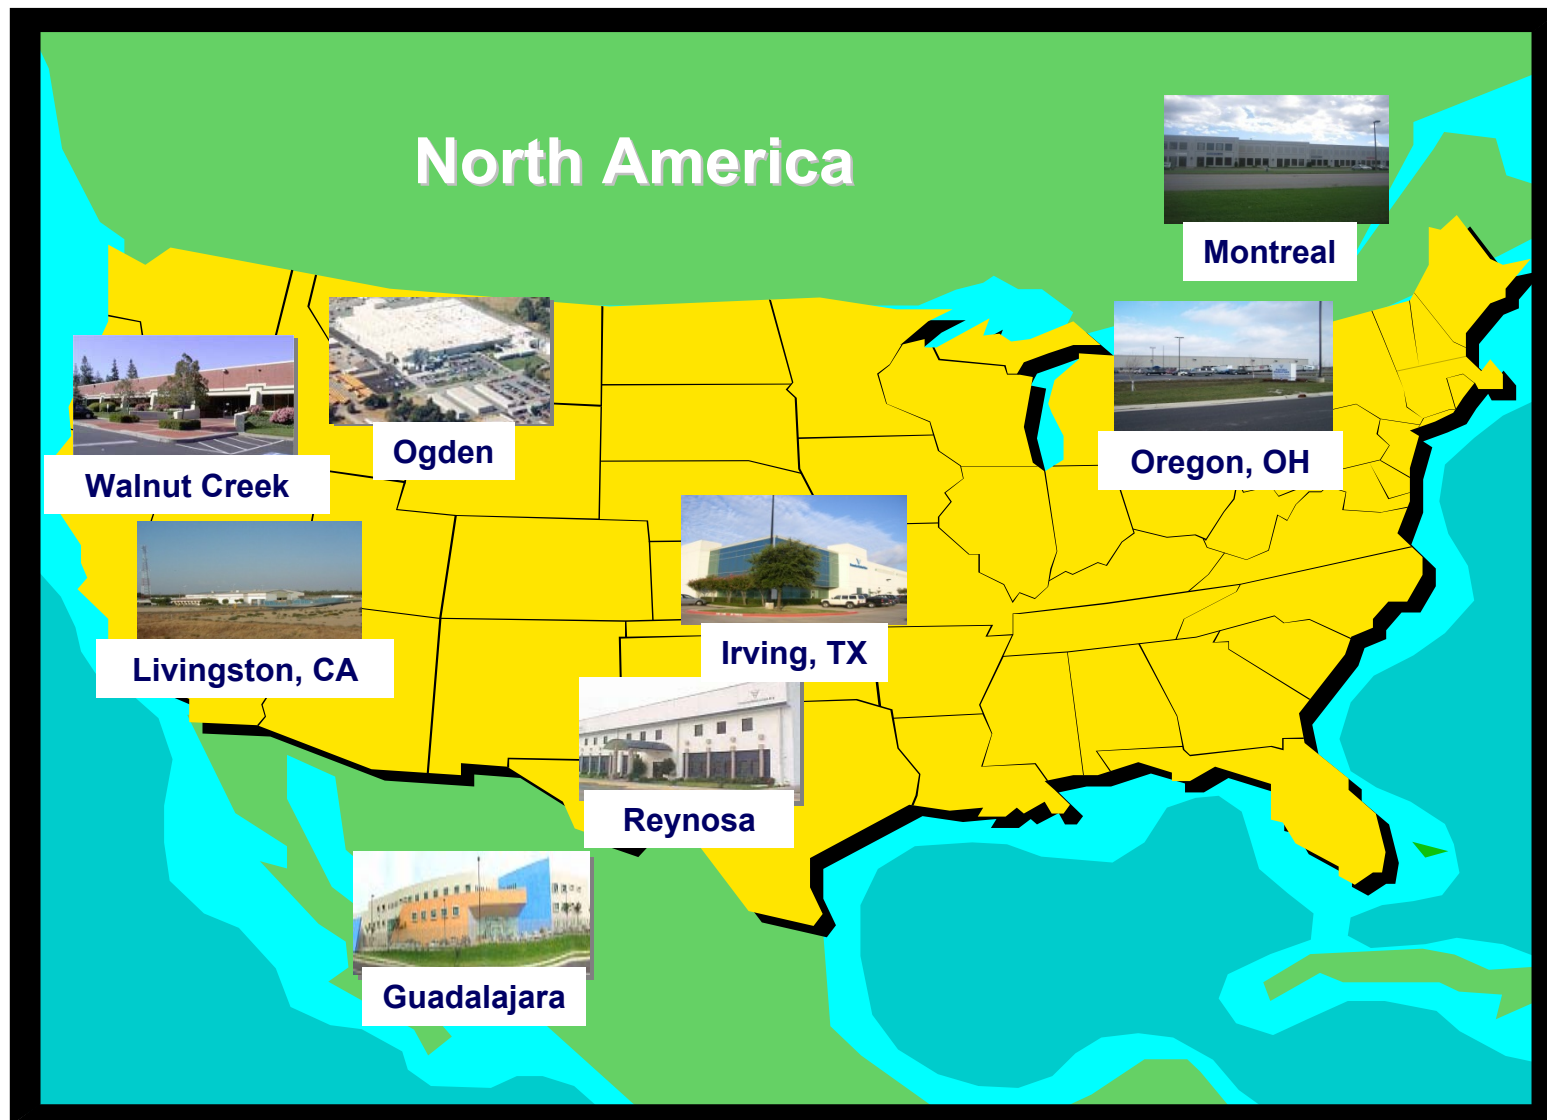 North America
Montreal
Ogden
Oregon, OH
Walnut Creek
Irving, TX
Livingston, CA
Reynosa
Guadalajara